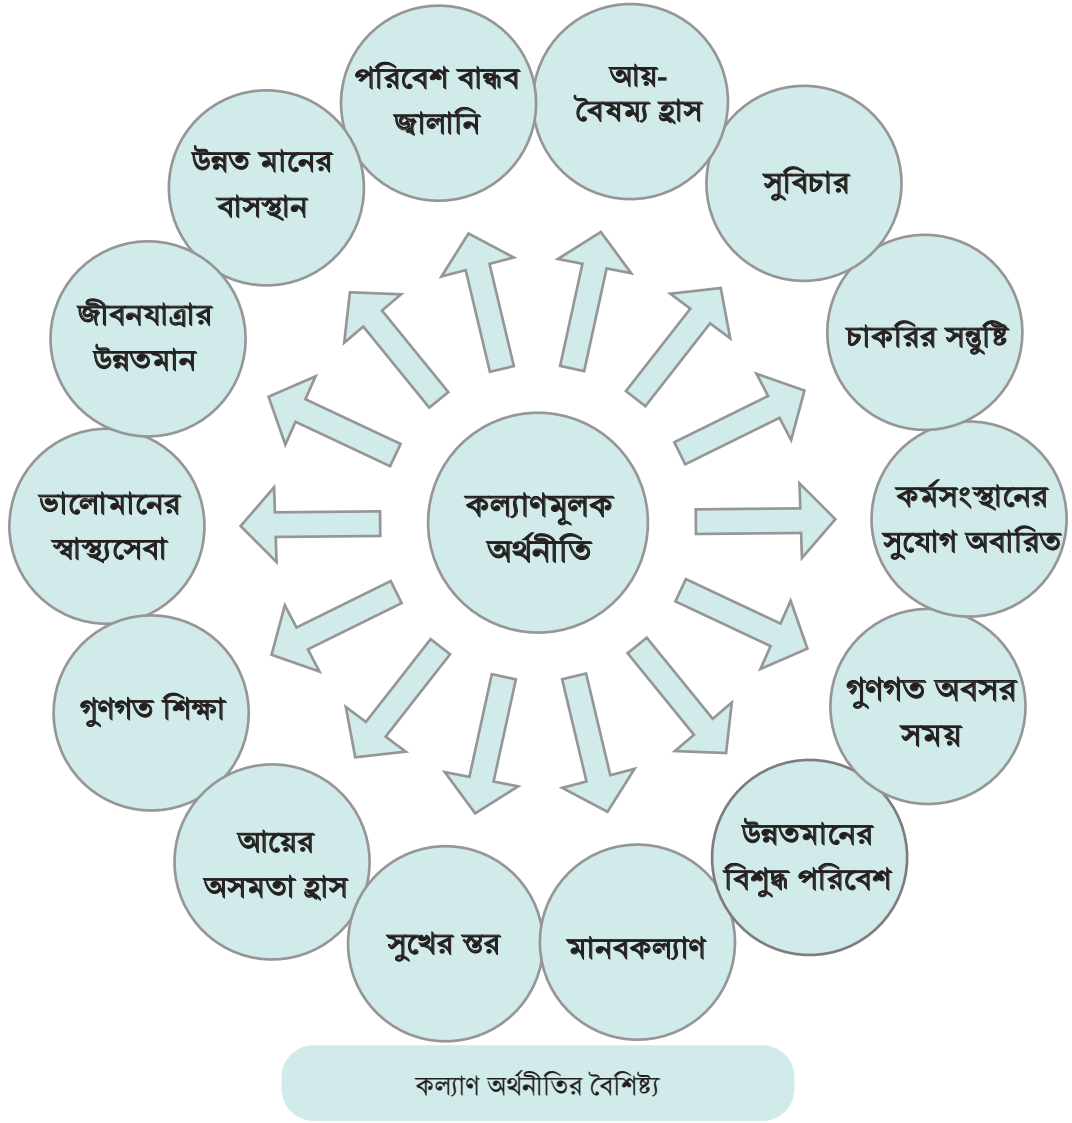 পরিবেশ বান্ধব
জ্বালানি
আয়-
বৈষম্য হ্রাস
সুবিচার
চাকরির সন্তুষ্টি
কর্মসংস্থানের
সুযোগ অবারিত
গুণগত অবসর
সময়
উন্নতমানের
বিশুদ্ধ পরিবেশ
মানবকল্যাণ
সুখের স্তর
আয়ের
অসমতা হ্রাস
গুণগত শিক্ষা
ভালোমানের
স্বাস্থ্যসেবা
জীবনযাত্রার
উন্নতমান
উন্নত মানের
বাসস্থান
কল্যাণমূলক
অর্থনীতি
কল্যাণ অর্থনীতির বৈশিষ্ট্য